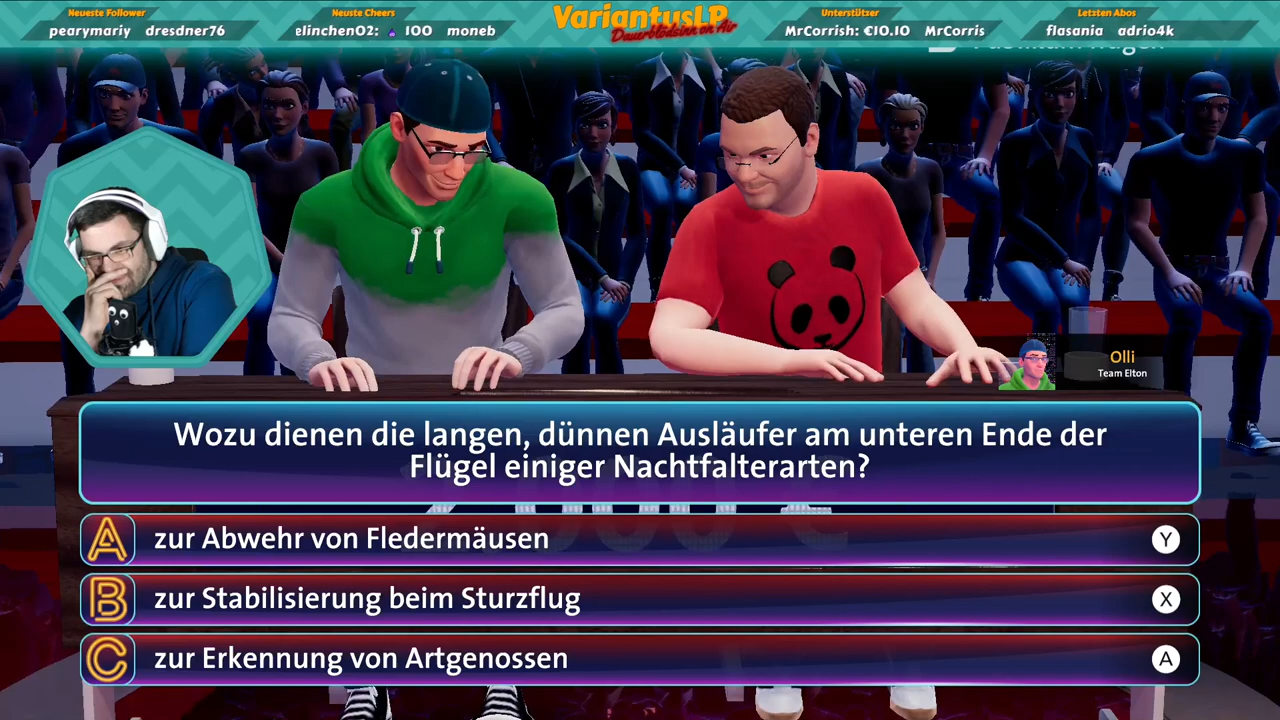 Neueste Follower
pearymariy dresdner76
Neuste Cheers
elinchen02: 100 moneb
VariantusLP
Dauerblödsinn on Air
Unterstützer
MrCorrish: €10.10 MrCorris
Letzten Abos
flasania adrio4k
Olli
Team Elton
Wozu dienen die langen, dünnen Ausläufer am unteren Ende der
Flügel einiger Nachtfalterarten?
A zur Abwehr von Fledermäusen Y
B zur Stabilisierung beim Sturzflug X
C zur Erkennung von Artgenossen A